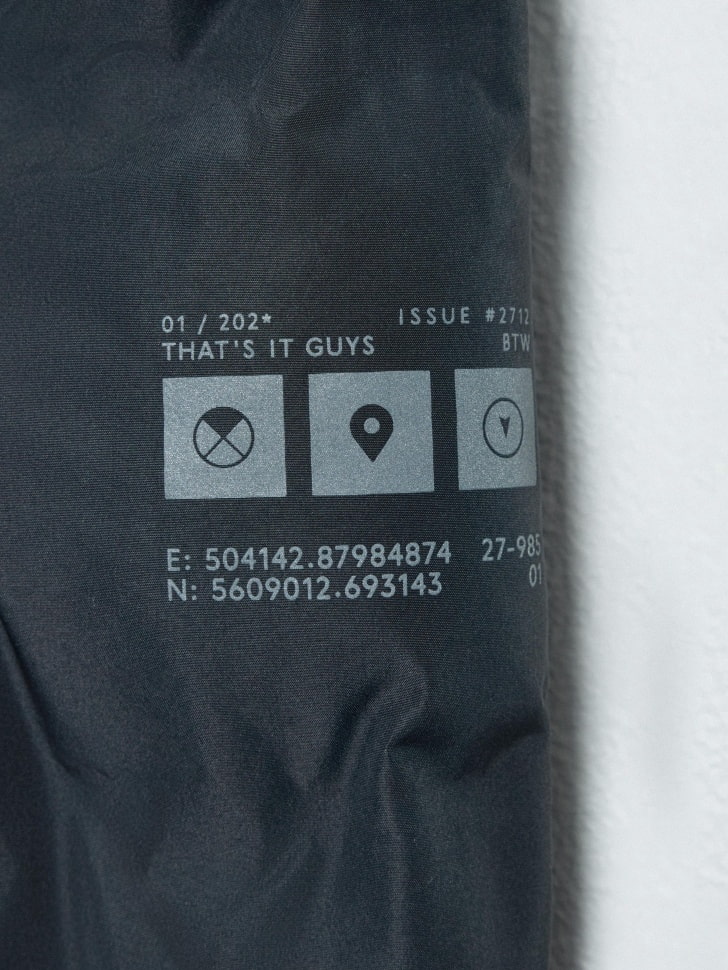 01 / 202* ISSUE #2712
THAT'S IT GUYS BTW
E: 504142.87984874 27-985
N: 5609012.693143 01